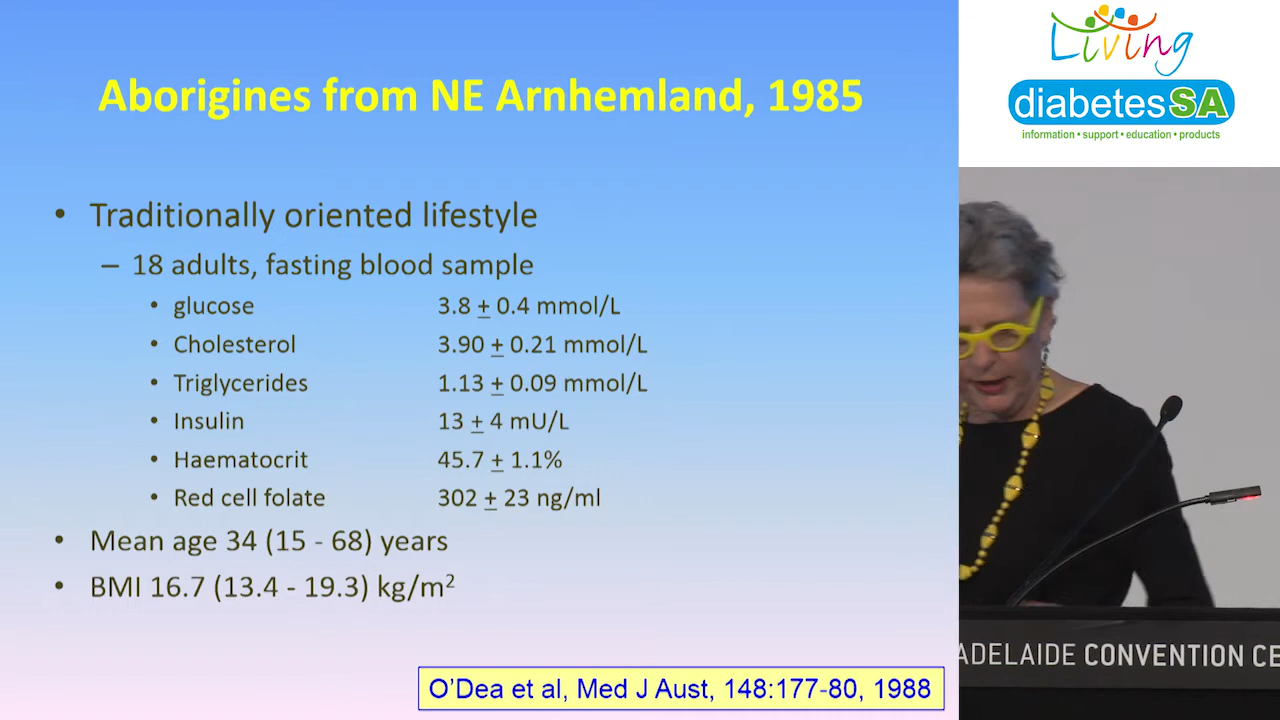 Aborigines from NE Arnhemland, 1985
• Traditionally oriented lifestyle
– 18 adults, fasting blood sample
• glucose 3.8 ± 0.4 mmol/L
• Cholesterol 3.90 ± 0.21 mmol/L
• Triglycerides 1.13 ± 0.09 mmol/L
• Insulin 13 ± 4 mU/L
• Haematocrit 45.7 ± 1.1%
• Red cell folate 302 ± 23 ng/ml
• Mean age 34 (15 - 68) years
• BMI 16.7 (13.4 - 19.3) kg/m²
O'Dea et al, Med J Aust, 148:177-80, 1988
Living
diabetesSA
information • support • education • products
ADELAIDE CONVENTION CE